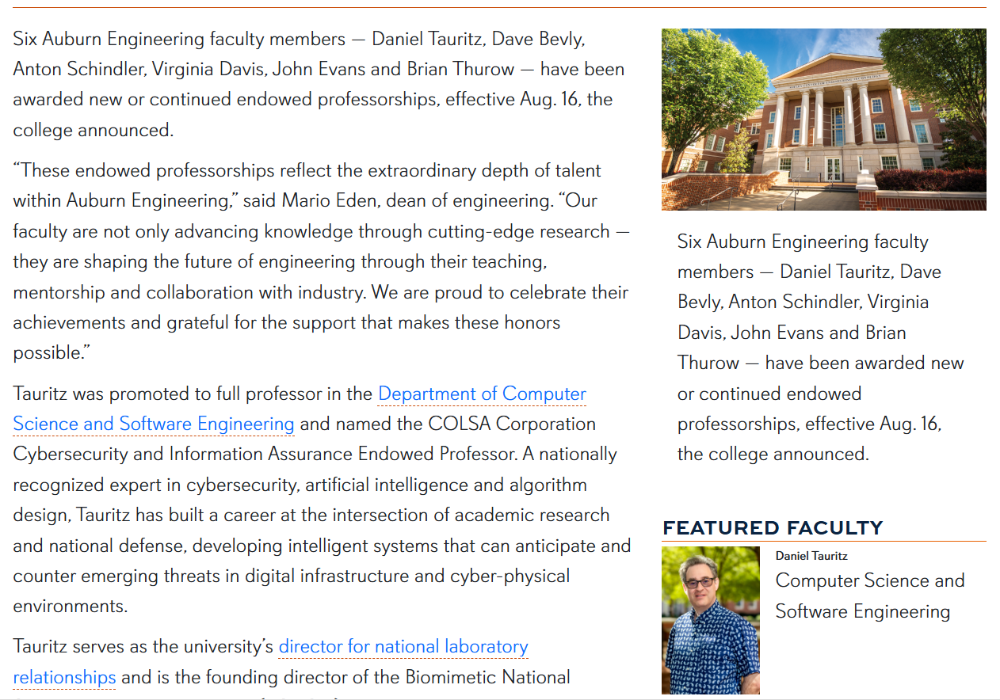 Six Auburn Engineering faculty members — Daniel Tauritz, Dave Bevly,
Anton Schindler, Virginia Davis, John Evans and Brian Thurow — have been
awarded new or continued endowed professorships, effective Aug. 16, the
college announced.
“These endowed professorships reflect the extraordinary depth of talent
within Auburn Engineering,” said Mario Eden, dean of engineering. “Our
faculty are not only advancing knowledge through cutting-edge research —
they are shaping the future of engineering through their teaching,
mentorship and collaboration with industry. We are proud to celebrate their
achievements and grateful for the support that makes these honors
possible.”
Tauritz was promoted to full professor in the Department of Computer
Science and Software Engineering and named the COLSA Corporation
Cybersecurity and Information Assurance Endowed Professor. A nationally
recognized expert in cybersecurity, artificial intelligence and algorithm
design, Tauritz has built a career at the intersection of academic research
and national defense, developing intelligent systems that can anticipate and
counter emerging threats in digital infrastructure and cyber-physical
environments.
Tauritz serves as the university’s director for national laboratory
relationships and is the founding director of the Biomimetic National
Six Auburn Engineering faculty
members — Daniel Tauritz, Dave
Bevly, Anton Schindler, Virginia
Davis, John Evans and Brian
Thurow — have been awarded new
or continued endowed
professorships, effective Aug. 16,
the college announced.
FEATURED FACULTY
Daniel Tauritz
Computer Science and
Software Engineering